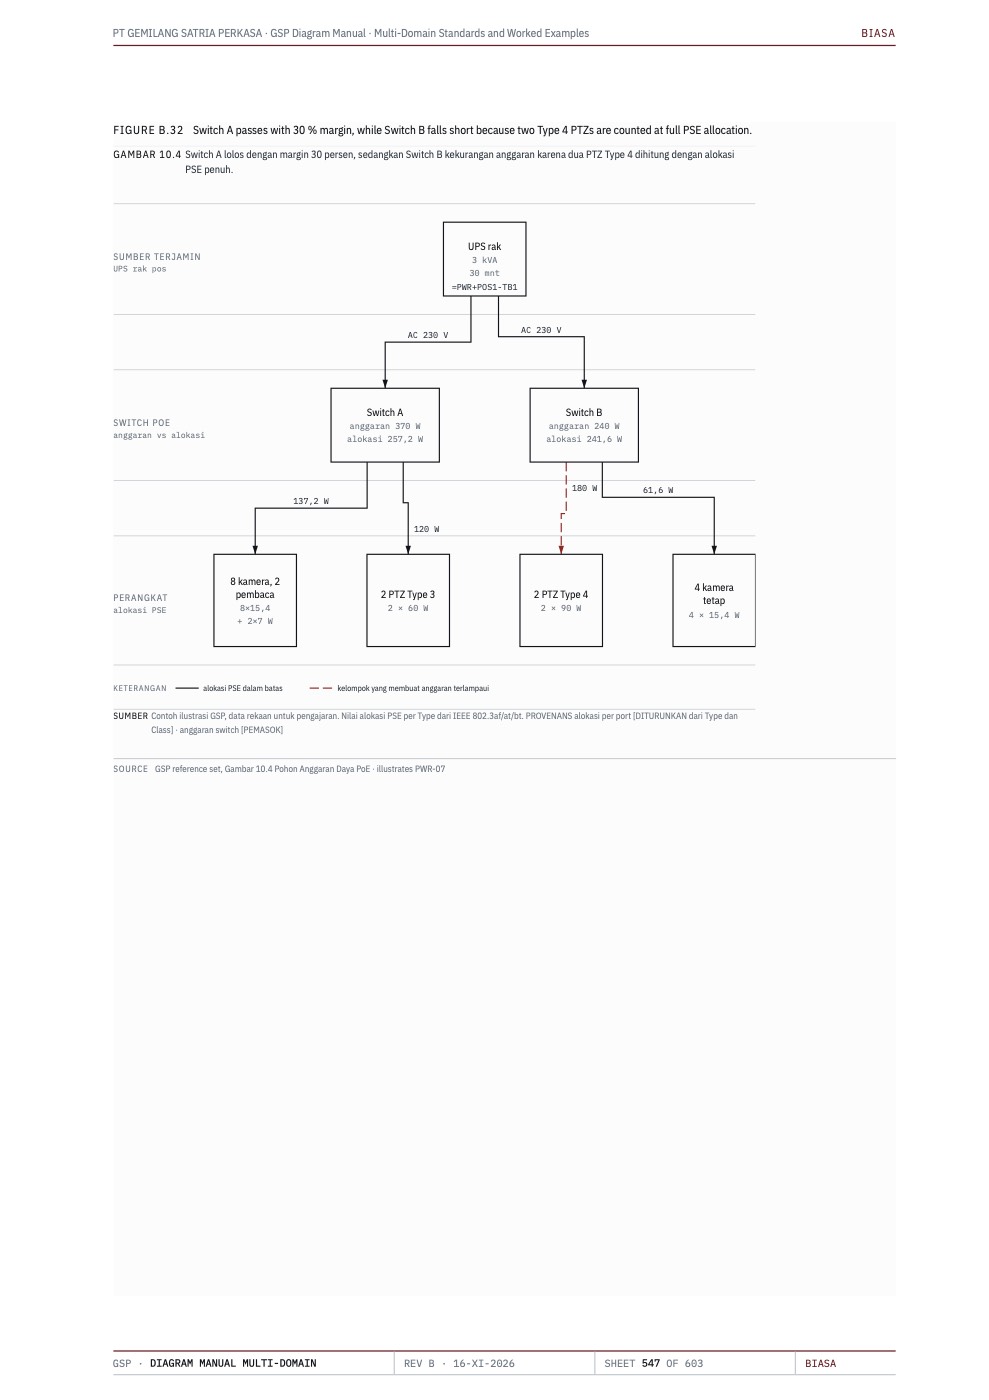 PT GEMILANG SATRIA PERKASA · GSP Diagram Manual · Multi-Domain Standards and Worked Examples
BIASA
FIGURE B.32 Switch A passes with 30 % margin, while Switch B falls short because two Type 4 PTZs are counted at full PSE allocation.
GAMBAR 10.4 Switch A lolos dengan margin 30 persen, sedangkan Switch B kekurangan anggaran karena dua PTZ Type 4 dihitung dengan alokasi
PSE penuh.
SUMBER TERJAMIN
UPS rak pos
UPS rak
3 kVA
30 mnt
=PWR+POS1-TB1
AC 230 V
AC 230 V
SWITCH POE
anggaran vs alokasi
Switch A
anggaran 370 W
alokasi 257,2 W
Switch B
anggaran 240 W
alokasi 241,6 W
137,2 W
120 W
180 W
61,6 W
PERANGKAT
alokasi PSE
8 kamera, 2
pembaca
8×15,4
+ 2×7 W
2 PTZ Type 3
2 × 60 W
2 PTZ Type 4
2 × 90 W
4 kamera
tetap
4 × 15,4 W
KETERANGAN
alokasi PSE dalam batas
kelompok yang membuat anggaran terlampaui
SUMBER Contoh ilustrasi GSP, data rekaan untuk pengajaran. Nilai alokasi PSE per Type dari IEEE 802.3af/at/bt. PROVENANS alokasi per port [DITURUNKAN dari Type dan
Class] · anggaran switch [PEMASOK]
SOURCE GSP reference set, Gambar 10.4 Pohon Anggaran Daya PoE · illustrates PWR-07
GSP · DIAGRAM MANUAL MULTI-DOMAIN
REV B · 16-XI-2026
SHEET 547 OF 603
BIASA